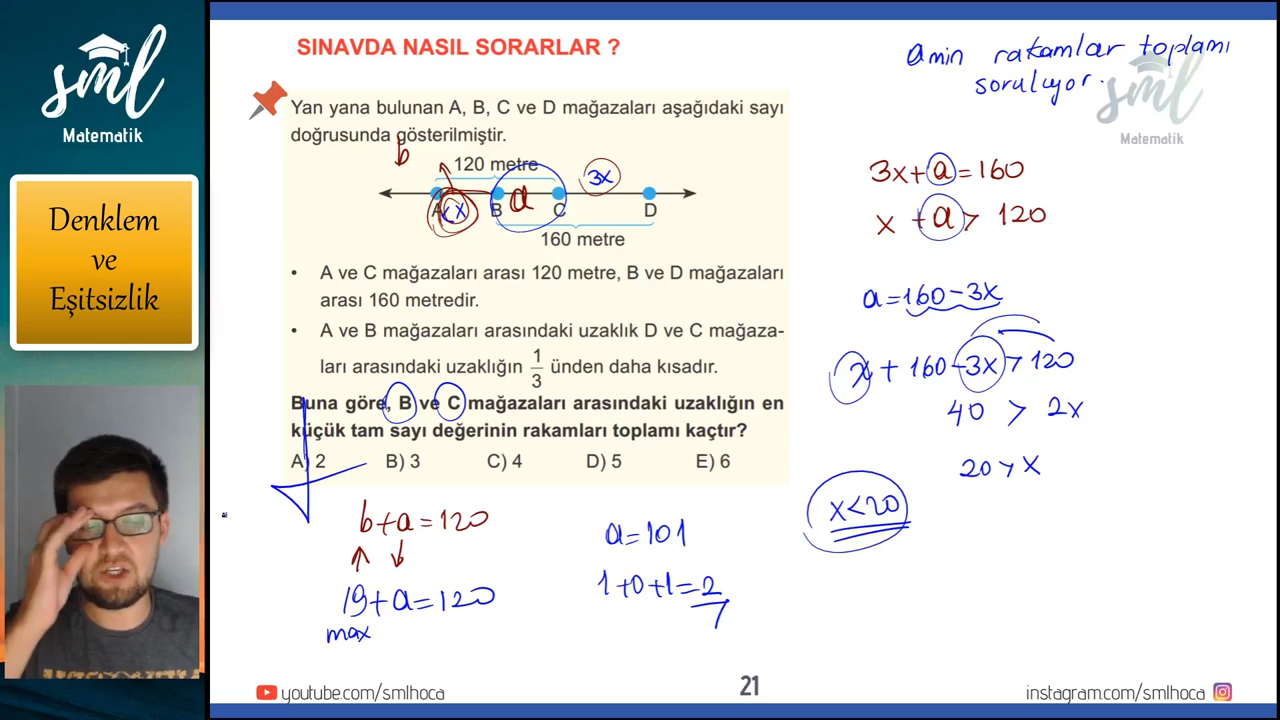 sml
Matematik
Denklem
ve
Eşitsizlik
SINAVDA NASIL SORARLAR ?
amin rakamlar toplamı
soruluyor.
sml
Matematik
Yan yana bulunan A, B, C ve D mağazaları aşağıdaki sayı
doğrusunda gösterilmiştir.
b
120 metre
3x
a
A
<x
B
C
D
160 metre
• A ve C mağazaları arası 120 metre, B ve D mağazaları
arası 160 metredir.
• A ve B mağazaları arasındaki uzaklık D ve C mağaza-
ları arasındaki uzaklığın 1/3 ünden daha kısadır.
Buna göre, B ve C mağazaları arasındaki uzaklığın en
küçük tam sayı değerinin rakamları toplamı kaçtır?
A) 2 B) 3 C) 4 D) 5 E) 6
3x+a=160
x+a>120
a=160-3x
x+160-3x>120
40>2x
20>x
x<20
b+a=120
19+a=120
max
a=101
1+0+1=2
youtube.com/smlhoca
21
instagram.com/smlhoca